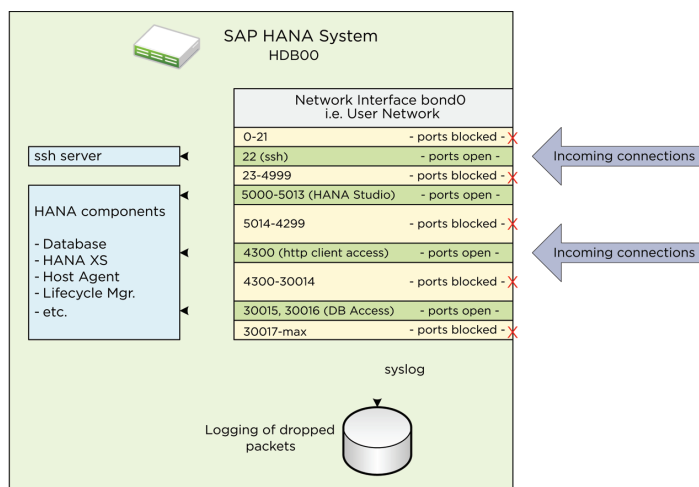 SAP HANA System
HDB00
Network Interface bond0
i.e. User Network
0-21 - ports blocked -
22 (ssh) - ports open -
23-4999 - ports blocked -
5000-5013 (HANA Studio) - ports open -
5014-4299 - ports blocked -
4300 (http client access) - ports open -
4300-30014 - ports blocked -
30015, 30016 (DB Access) - ports open -
30017-max - ports blocked -
ssh server
HANA components
- Database
- HANA XS
- Host Agent
- Lifecycle Mgr.
- etc.
Incoming connections
Incoming connections
syslog
Logging of dropped
packets